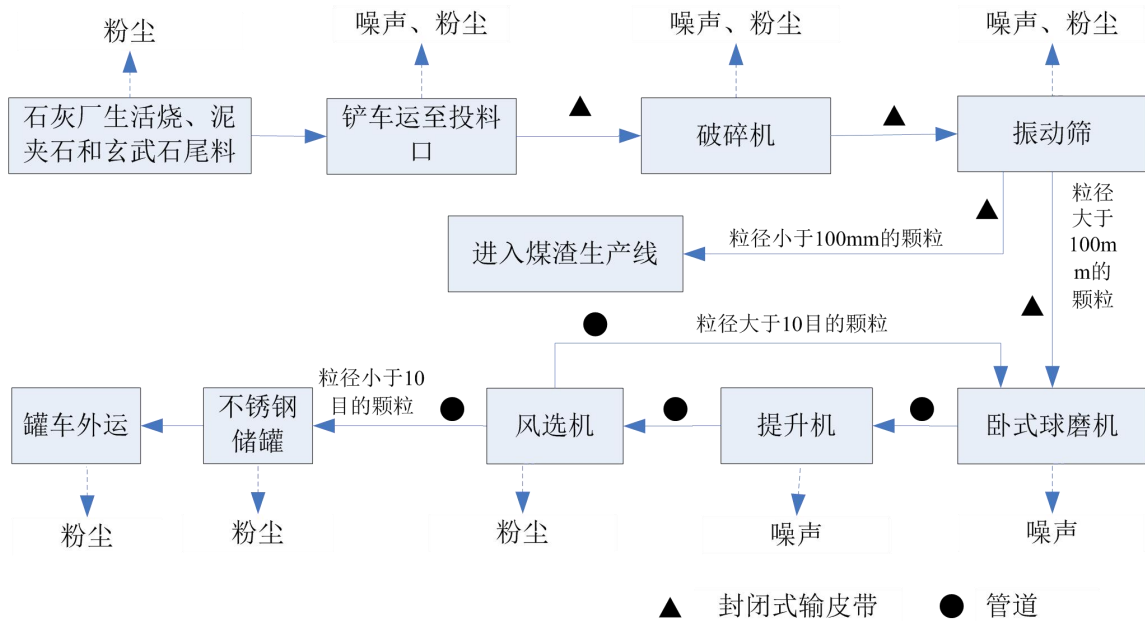 粉尘
噪声、粉尘
噪声、粉尘
噪声、粉尘
石灰厂生活烧、泥
夹石和玄武石尾料
铲车运至投料
口
破碎机
振动筛
粒径
大于
100m
m的
颗粒
进入煤渣生产线
粒径小于100mm的颗粒
粒径大于10目的颗粒
粒径小于10
目的颗粒
罐车外运
不锈钢
储罐
风选机
提升机
卧式球磨机
粉尘
粉尘
粉尘
噪声
噪声
封闭式输皮带
管道